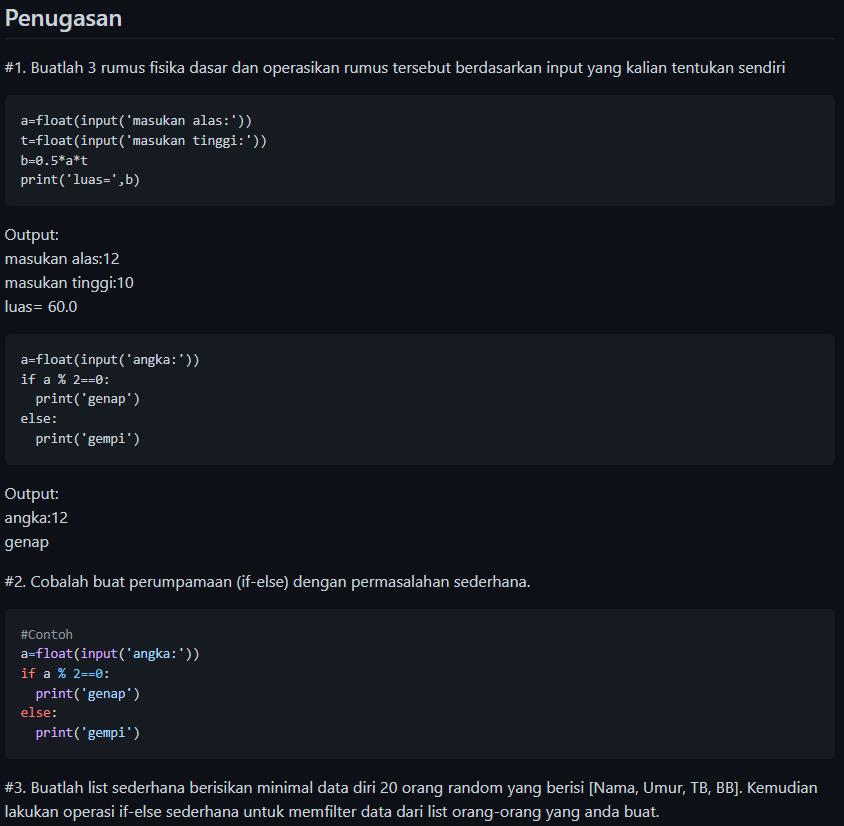 Penugasan
#1. Buatlah 3 rumus fisika dasar dan operasikan rumus tersebut berdasarkan input yang kalian tentukan sendiri
a=float(input('masukan alas:'))
t=float(input('masukan tinggi:'))
b=0.5*a*t
print('luas=',b)
Output:
masukan alas:12
masukan tinggi:10
luas= 60.0
a=float(input('angka:'))
if a % 2==0:
  print('genap')
else:
  print('gempi')
Output:
angka:12
genap
#2. Cobalah buat perumpamaan (if-else) dengan permasalahan sederhana.
#Contoh
a=float(input('angka:'))
if a % 2==0:
  print('genap')
else:
  print('gempi')
#3. Buatlah list sederhana berisikan minimal data diri 20 orang random yang berisi [Nama, Umur, TB, BB]. Kemudian
lakukan operasi if-else sederhana untuk memfilter data dari list orang-orang yang anda buat.